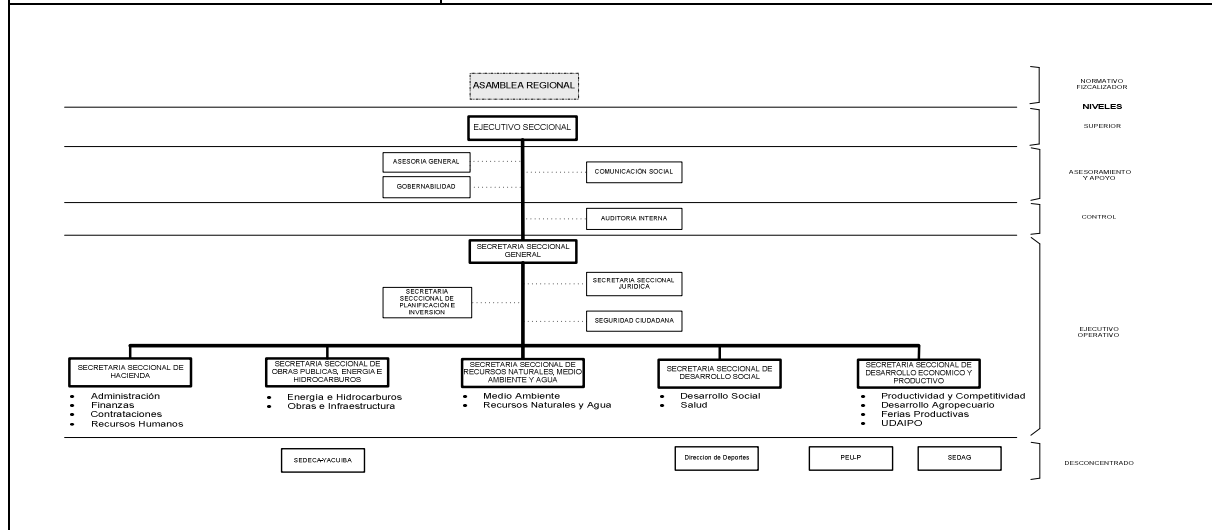 ASAMBLEA REGIONAL
NORMATIVO
FIZCALIZADOR
NIVELES
EJECUTIVO SECCIONAL
SUPERIOR
ASESORIA GENERAL
COMUNICACIÓN SOCIAL
GOBERNABILIDAD
ASESORAMIENTO
Y APOYO
AUDITORIA INTERNA
CONTROL
SECRETARIA SECCIONAL
GENERAL
SECRETARIA
SECCCIONAL DE
PLANIFICACIÓN E
INVERSION
SECRETARIA SECCIONAL
JURIDICA
SEGURIDAD CIUDADANA
EJECUTIVO
OPERATIVO
SECRETARIA SECCIONAL DE
HACIENDA
• Administración
• Finanzas
• Contrataciones
• Recursos Humanos
SECRETARIA SECCIONAL DE
OBRAS PUBLICAS, ENERGIA E
HIDROCARBUROS
• Energía e Hidrocarburos
• Obras e Infraestructura
SECRETARIA SECCIONAL DE
RECURSOS NATURALES, MEDIO
AMBIENTE Y AGUA
• Medio Ambiente
• Recursos Naturales y Agua
SECRETARIA SECCIONAL DE
DESARROLLO SOCIAL
• Desarrollo Social
• Salud
SECRETARIA SECCIONAL DE
DESARROLLO ECONOMICO Y
PRODUCTIVO
• Productividad y Competitividad
• Desarrollo Agropecuario
• Ferias Productivas
• UDAIPO
SEDECA-YACUIBA
Direccion de Deportes
PEU-P
SEDAG
DESCONCENTRADO